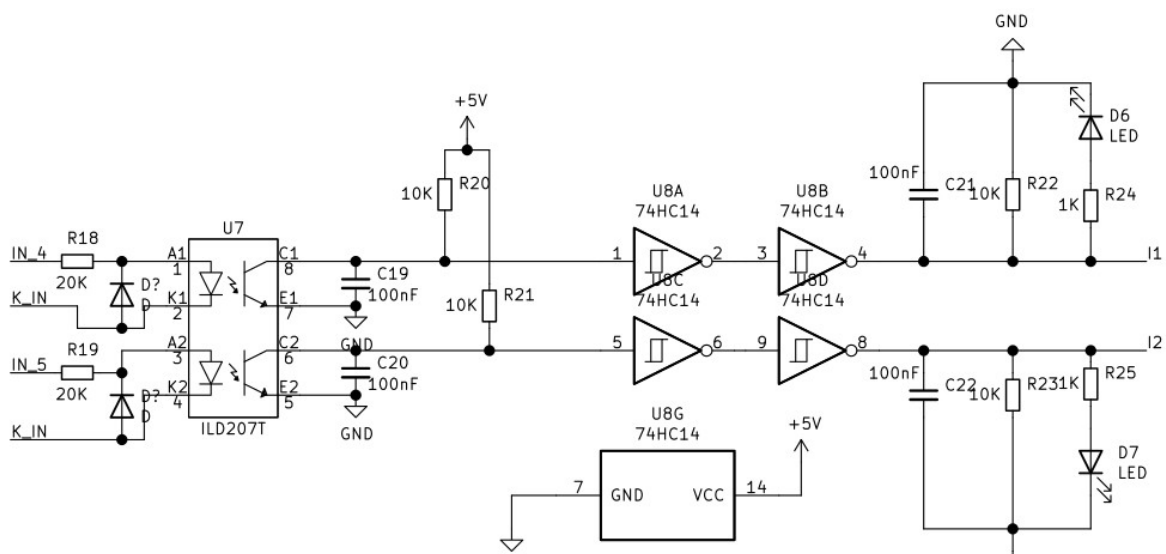 GND
+5V
D6
LED
100nF
C21
10K
R22
1K
R24
10K
R20
U8A
74HC14
U8B
74HC14
U7
R18
IN_4
20K
A1
1
C1
8
1
2
3
4
I1
K_IN
D?
D
K1
2
E1
7
C19
100nF
GND
10K
R21
U8C
74HC14
U8D
74HC14
R19
IN_5
20K
A2
3
C2
6
5
6
9
8
I2
K_IN
D?
D
K2
4
E2
5
C20
100nF
GND
ILD207T
100nF
C22
10K
R23
1K
R25
D7
LED
U8G
74HC14
+5V
7
GND
VCC
14